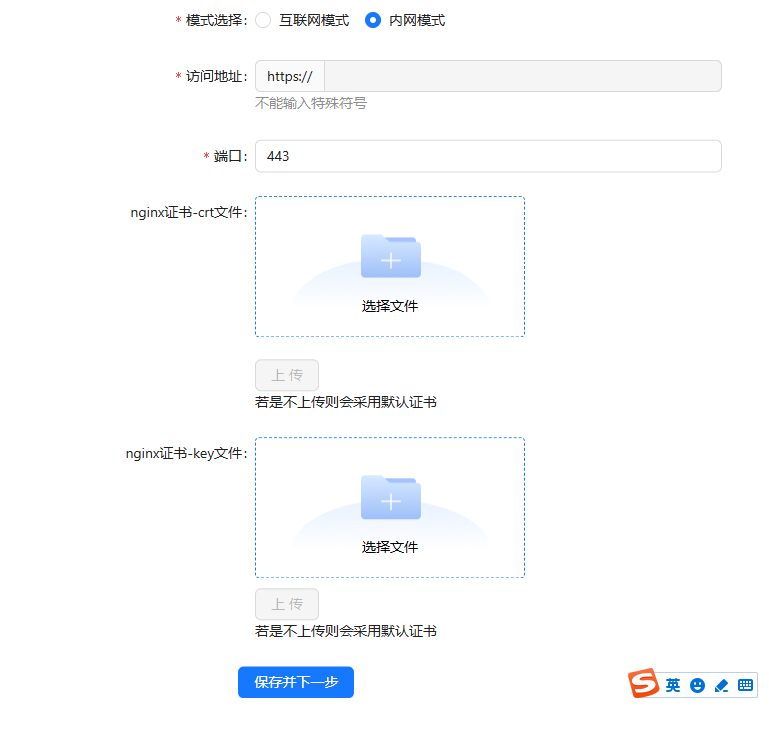 * 模式选择: 互联网模式 内网模式
* 访问地址: https://
不能输入特殊符号
* 端口: 443
nginx证书-crt文件:
选择文件
上 传
若是不上传则会采用默认证书
nginx证书-key文件:
选择文件
上 传
若是不上传则会采用默认证书
保存并下一步
S 英